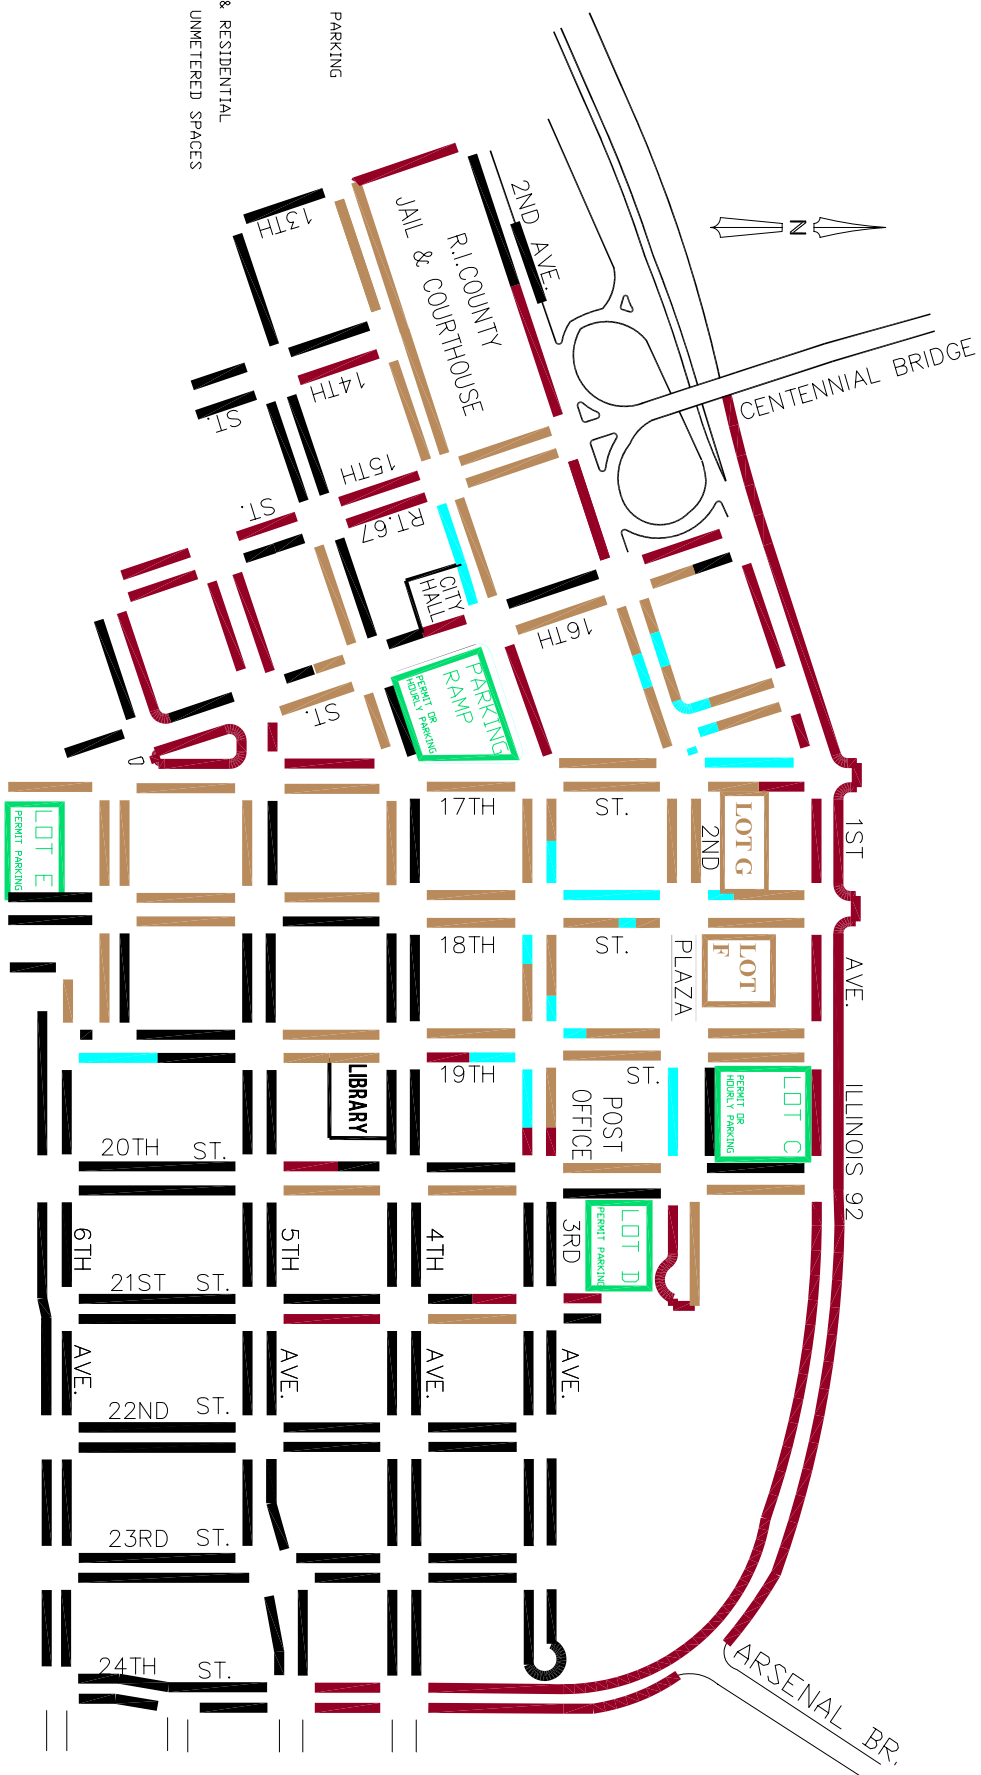 & RESIDENTIAL
UNMETERED SPACES
PARKING
2ND AVE.
N
CENTENNIAL BRIDGE
R.I.COUNTY
JAIL & COURTHOUSE
13TH
14TH
ST.
15TH
RT.67
ST.
CITY
HALL
16TH
ST.
PARKING
RAMP
PERMIT OR
HOURLY PARKING
17TH ST.
2ND
LOT G
1ST
LOT E
PERMIT PARKING
18TH ST.
PLAZA
LOT
F
AVE.
19TH ST.
LIBRARY
POST
OFFICE
LOT C
PERMIT OR
HOURLY PARKING
ILLINOIS 92
20TH ST.
6TH
5TH
4TH
3RD
LOT D
PERMIT PARKING
21ST ST.
AVE.
AVE.
AVE.
AVE.
22ND ST.
23RD ST.
24TH ST.
ARSENAL BR.